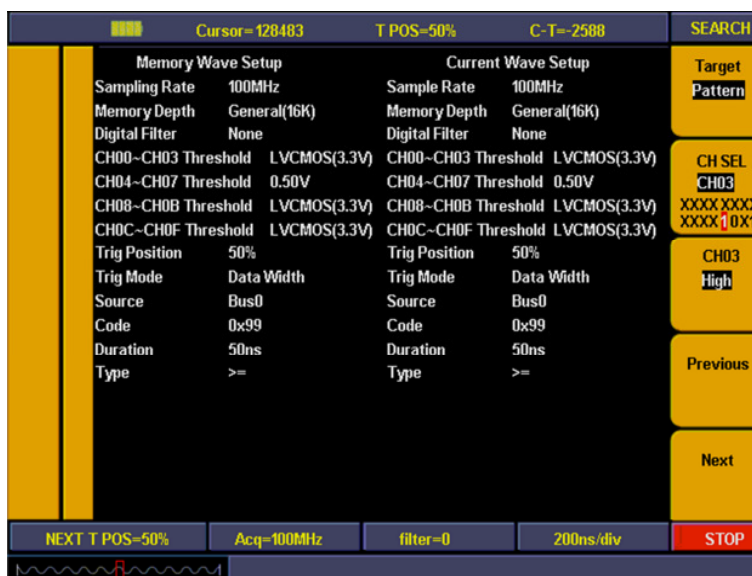 Cursor=128483 T POS=50% C-T=-2588 SEARCH
Memory Wave Setup Current Wave Setup
Sampling Rate 100MHz Sample Rate 100MHz
Memory Depth General(16K) Memory Depth General(16K)
Digital Filter None Digital Filter None
CH00~CH03 Threshold LVCMOS(3.3V) CH00~CH03 Threshold LVCMOS(3.3V)
CH04~CH07 Threshold 0.50V CH04~CH07 Threshold 0.50V
CH08~CH0B Threshold LVCMOS(3.3V) CH08~CH0B Threshold LVCMOS(3.3V)
CH0C~CH0F Threshold LVCMOS(3.3V) CH0C~CH0F Threshold LVCMOS(3.3V)
Trig Position 50% Trig Position 50%
Trig Mode Data Width Trig Mode Data Width
Source Bus0 Source Bus0
Code 0x99 Code 0x99
Duration 50ns Duration 50ns
Type >= Type >=
Target
Pattern
CH SEL
CH03
XXXX XXX
XXXX 1 0X
CH03
High
Previous
Next
NEXT T POS=50% Acq=100MHz filter=0 200ns/div STOP